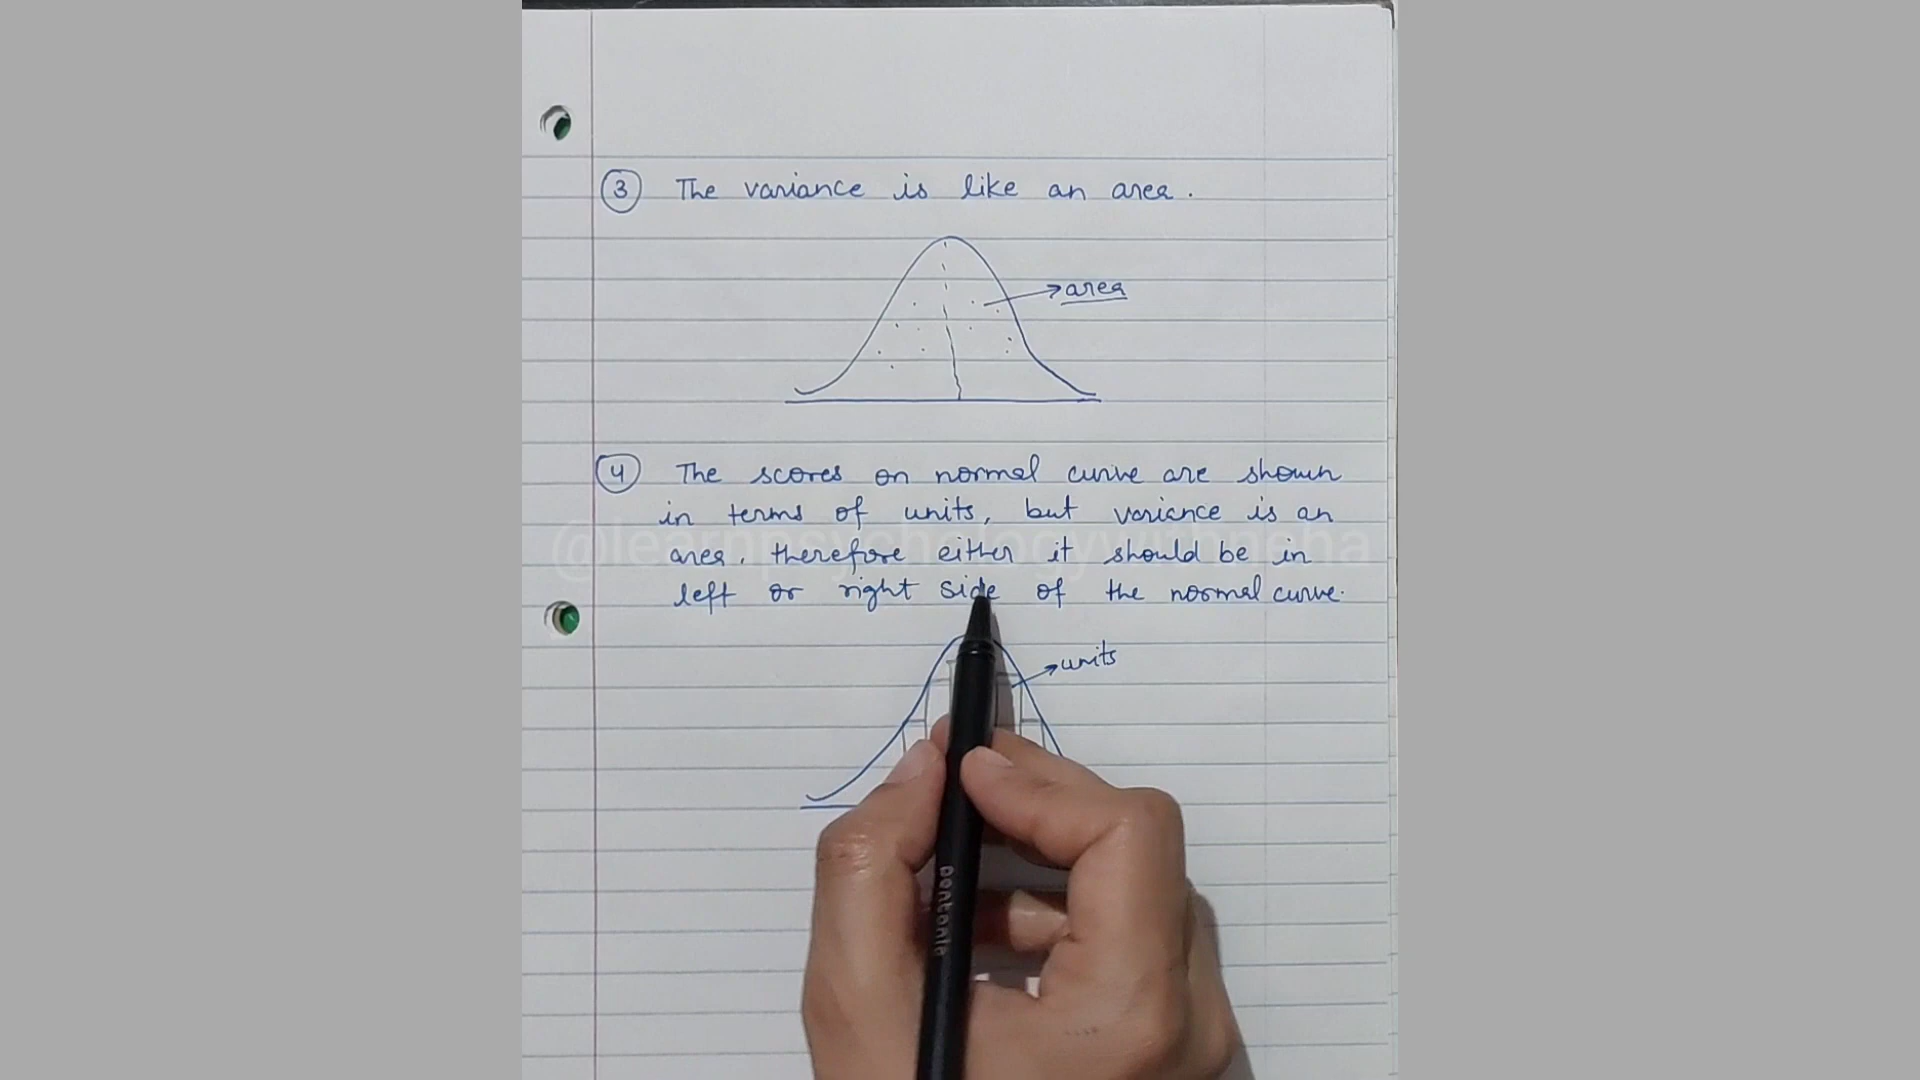 ③ The variance is like an area.
area
④ The scores on normal curve are shown
in terms of units, but variance is an
area, therefore either it should be in
left or right side of the normal curve.
@learnpsychologywithneha
units
Pentonic